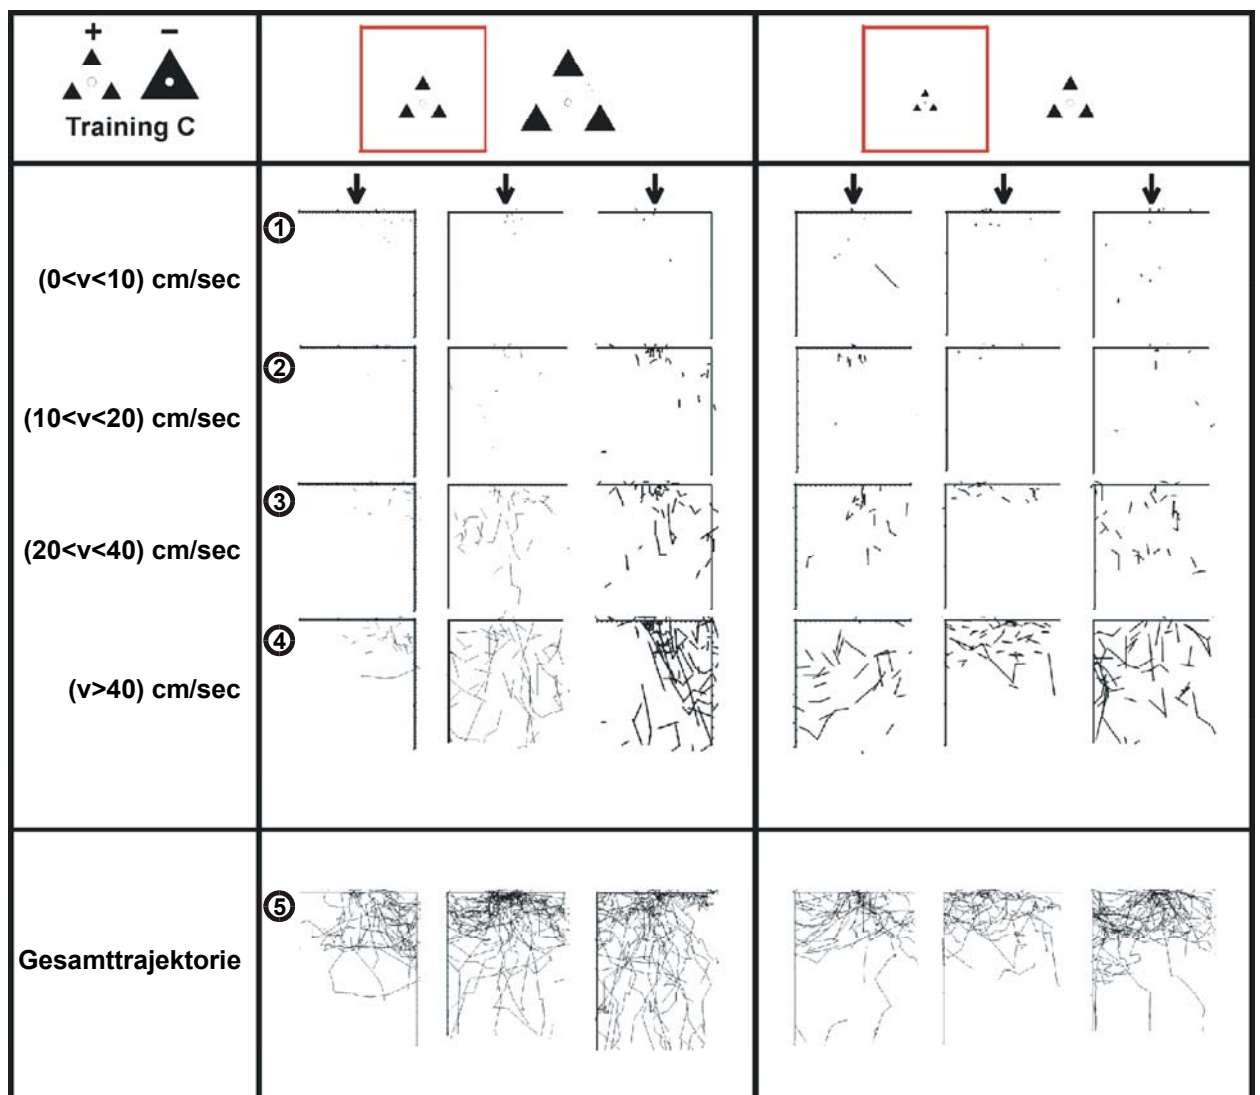 + −
Training C
1
(0<v<10) cm/sec
2
(10<v<20) cm/sec
3
(20<v<40) cm/sec
4
(v>40) cm/sec
5
Gesamttrajektorie